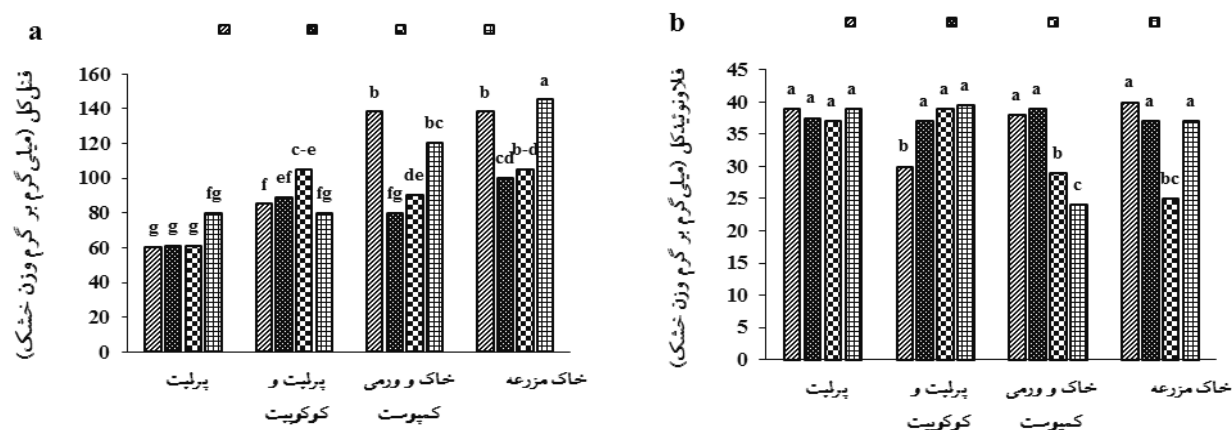 a
فنل کل (میلی گرم بر گرم وزن خشک)
160
140
120
100
80
60
40
20
0
g g g fg
f ef c-e fg
b fg de bc
b cd b-d a
پرلیت
پرلیت و
کوکوپیت
خاک و ورمی
کمپوست
خاک مزرعه
b
فلاونوئیدکل (میلی گرم بر گرم وزن خشک)
45
40
35
30
25
20
15
10
5
0
a a a a
b a a a
a a b c
a a bc a
پرلیت
پرلیت و
کوکوپیت
خاک و ورمی
کمپوست
خاک مزرعه